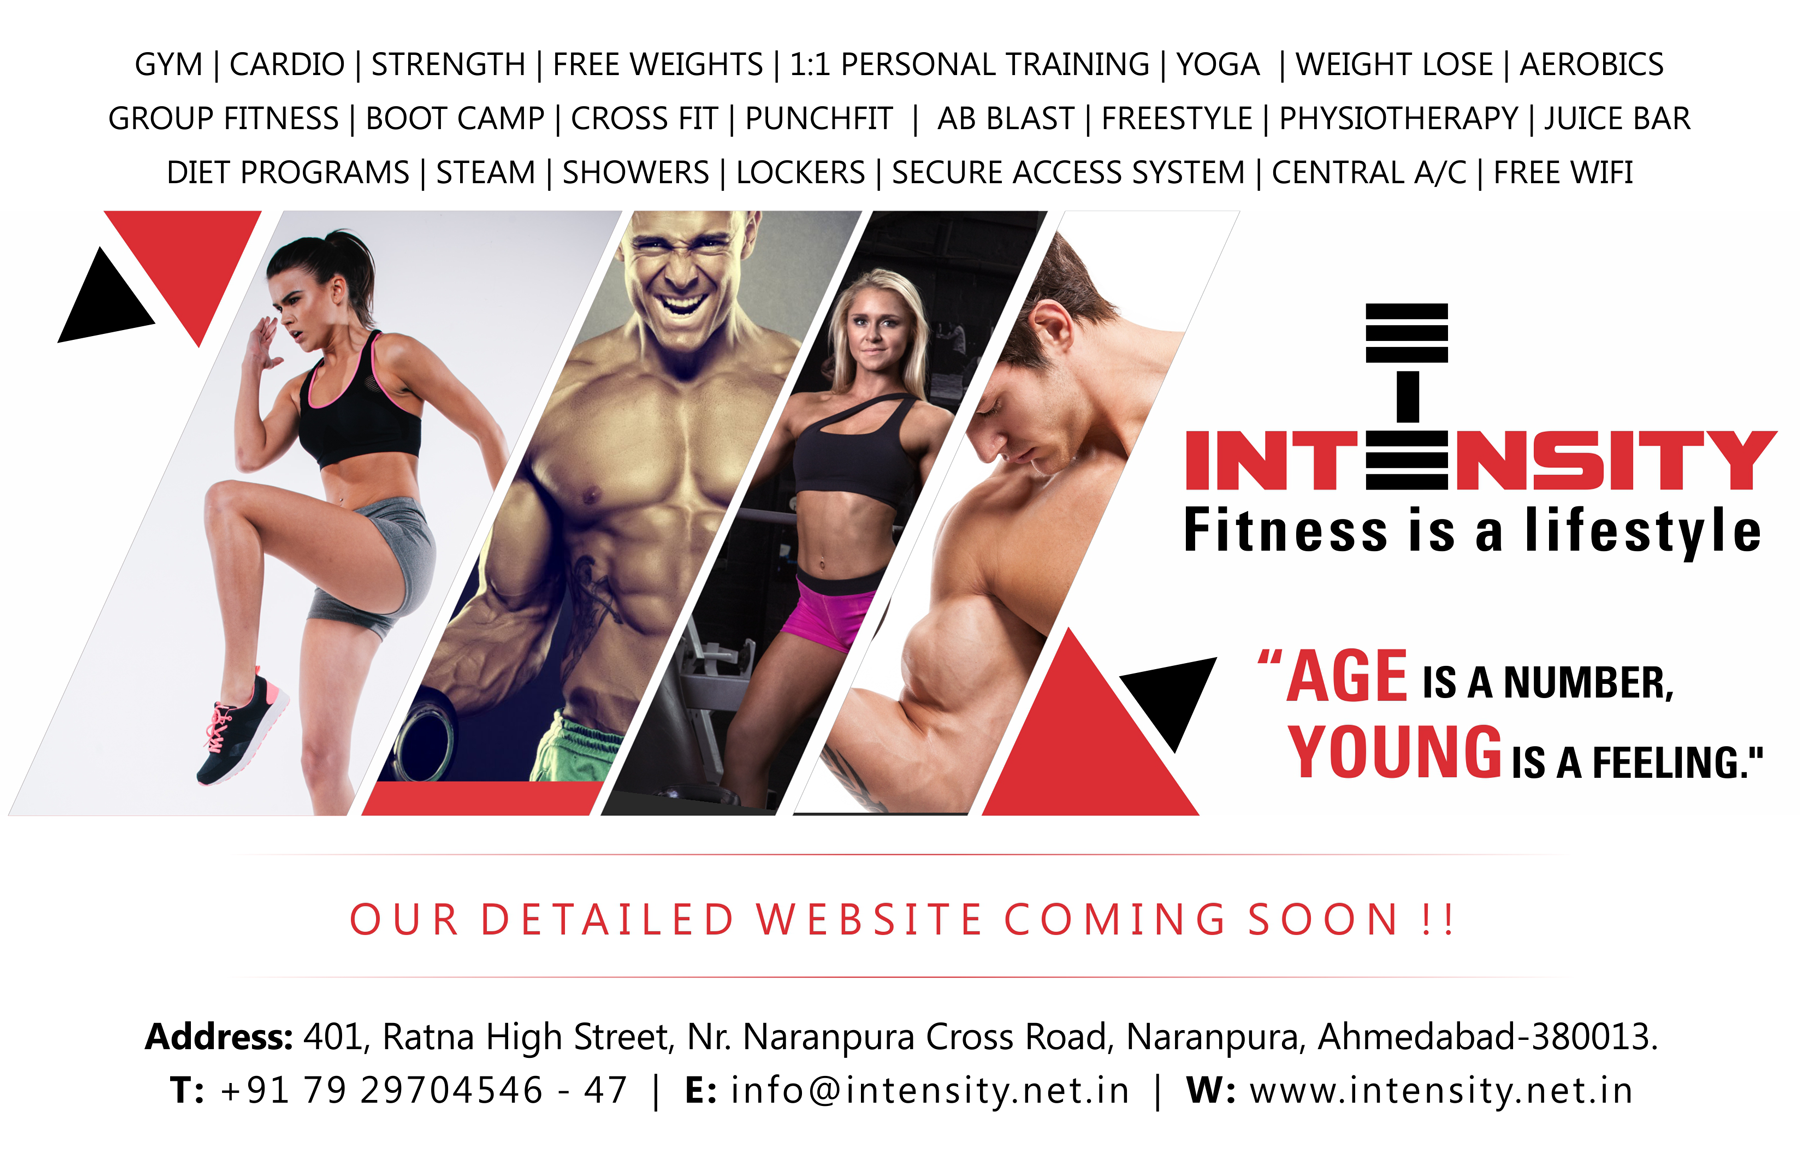 GYM | CARDIO | STRENGTH | FREE WEIGHTS | 1:1 PERSONAL TRAINING | YOGA | WEIGHT LOSE | AEROBICS
GROUP FITNESS | BOOT CAMP | CROSS FIT | PUNCHFIT | AB BLAST | FREESTYLE | PHYSIOTHERAPY | JUICE BAR
DIET PROGRAMS | STEAM | SHOWERS | LOCKERS | SECURE ACCESS SYSTEM | CENTRAL A/C | FREE WIFI
INTENSITY
Fitness is a lifestyle
“AGE IS A NUMBER,
YOUNG IS A FEELING."
OUR DETAILED WEBSITE COMING SOON !!
Address: 401, Ratna High Street, Nr. Naranpura Cross Road, Naranpura, Ahmedabad-380013.
T: +91 79 29704546 - 47 | E: info@intensity.net.in | W: www.intensity.net.in